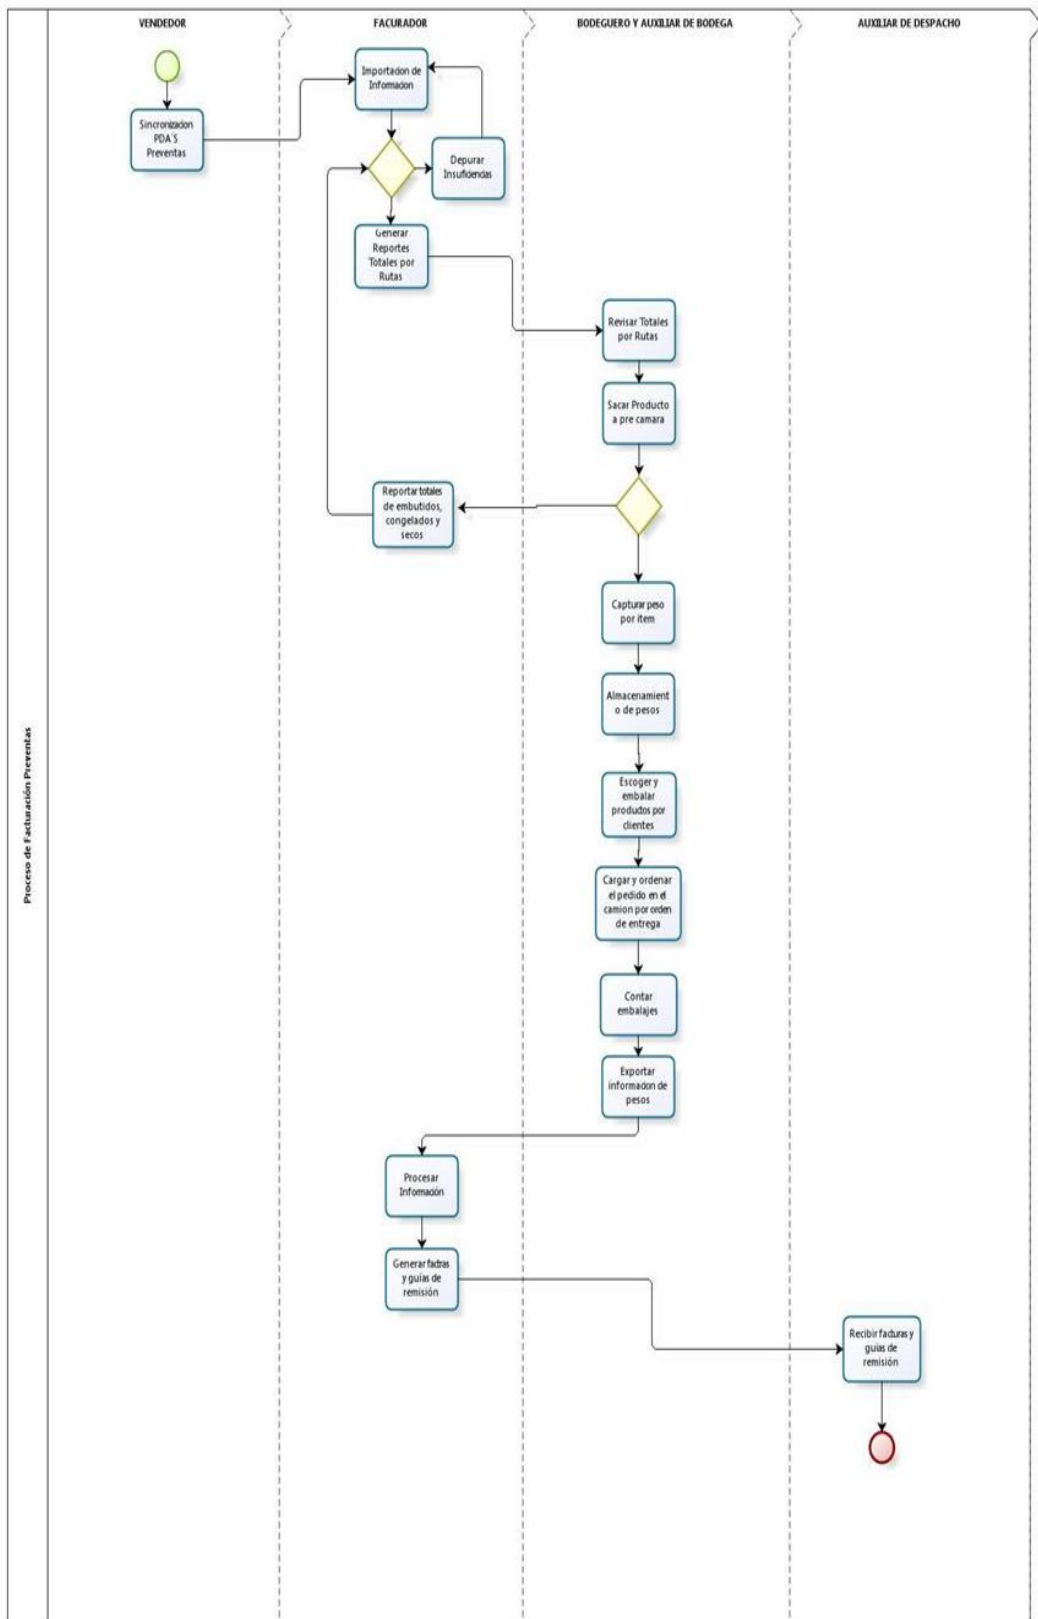 VENDEDOR
FACURADOR
BODEGUERO Y AUXILIAR DE BODEGA
AUXILIAR DE DESPACHO
Proceso de Facturación Preventas
Sincronizacion
PDA´S
Preventas
Importacion de
Informacion
Depurar
Insuficiencias
Generar
Reportes
Totales por
Rutas
Revisar Totales
por Rutas
Sacar Producto
a pre camara
Reportar totales
de embutidos,
congelados y
secos
Capturar peso
por item
Almacenamient
o de pesos
Escoger y
embalar
productos por
clientes
Cargar y ordenar
el pedido en el
camion por orden
de entrega
Contar
embalajes
Exportar
informacion de
pesos
Procesar
Información
Generar factras
y guías de
remisión
Recibir facturas y
guías de
remisión